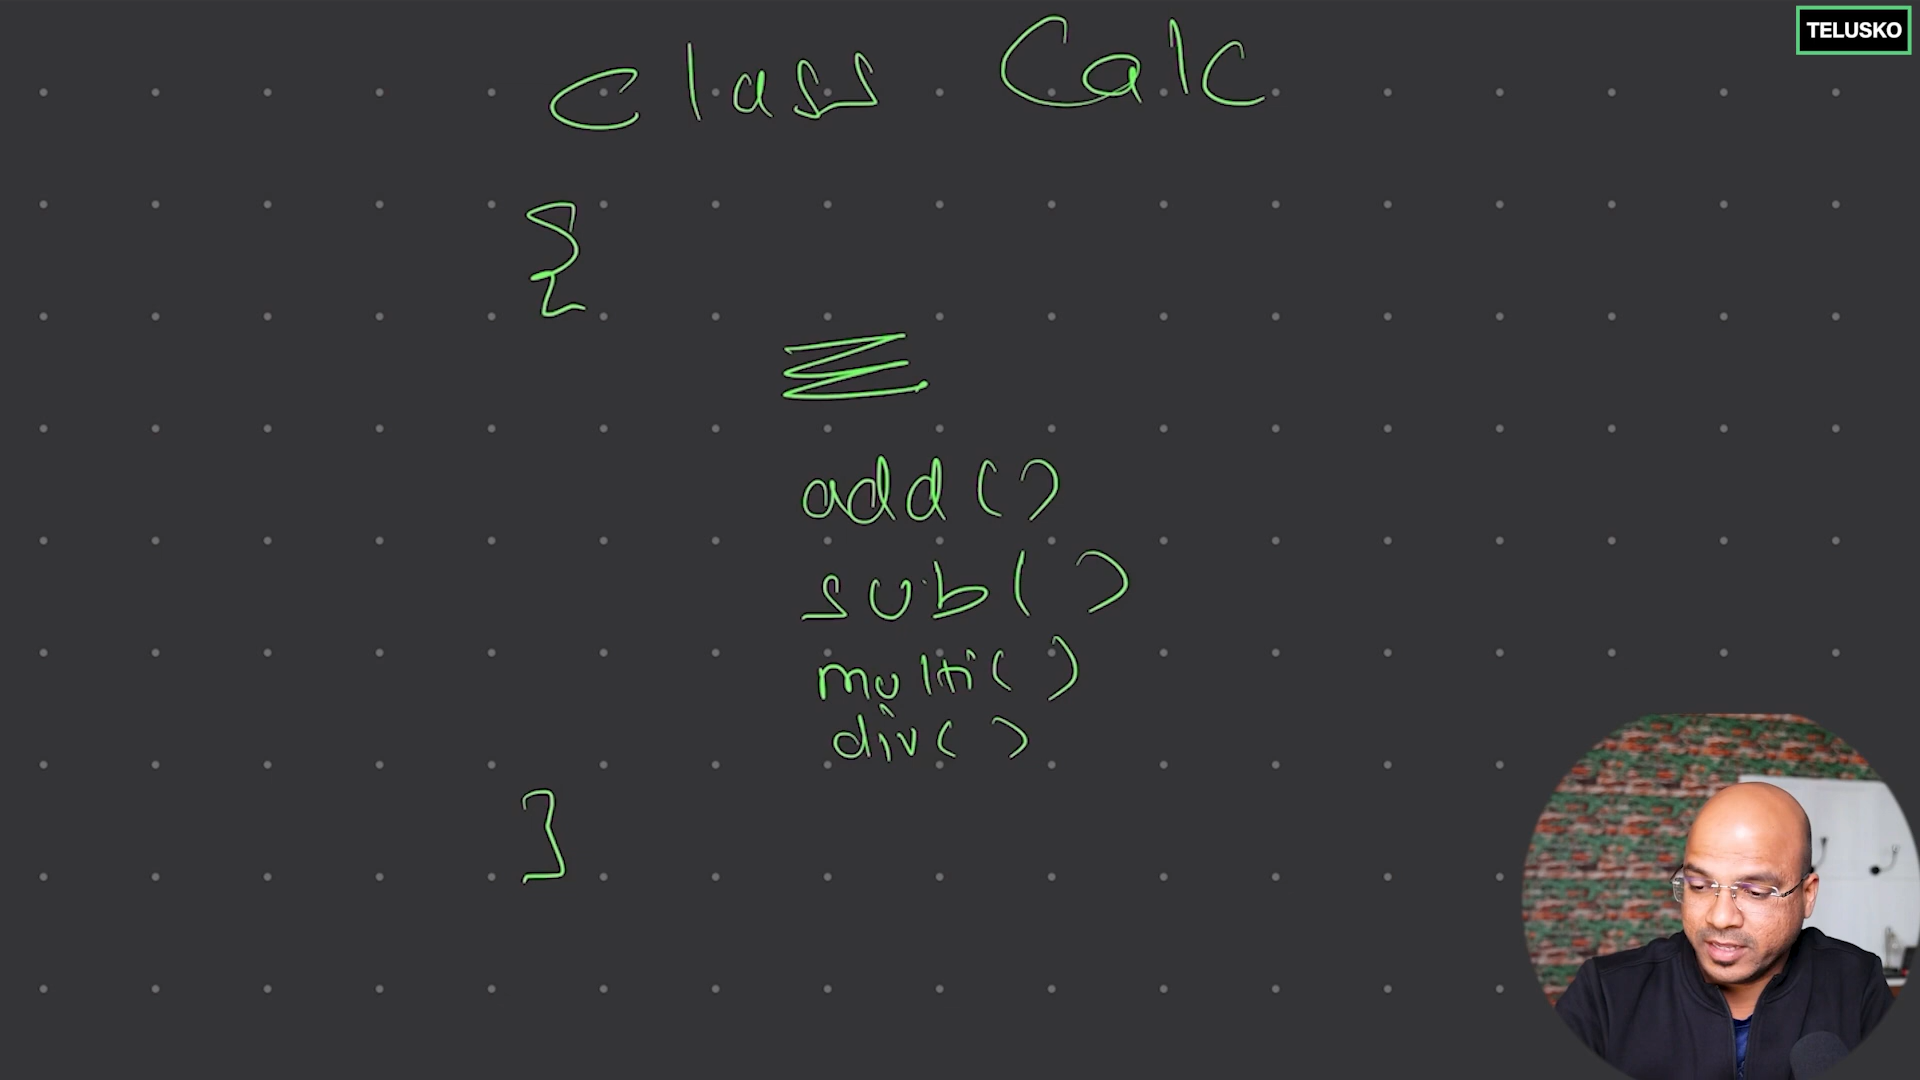 TELUSKO
class Calc
{
add()
sub()
multi()
div()
}